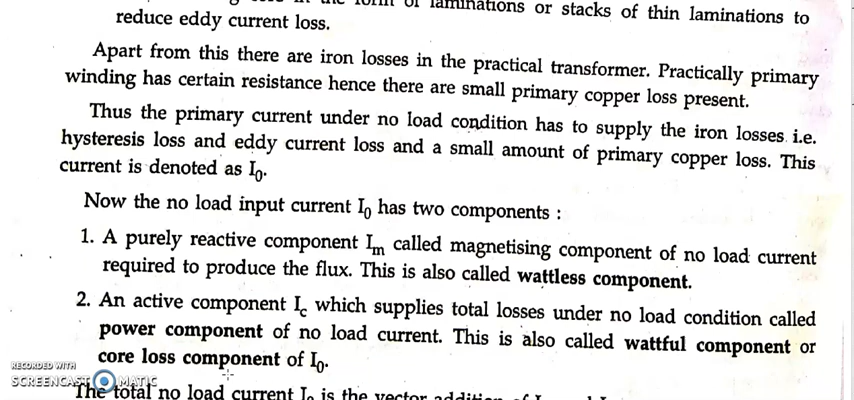 in the form of laminations or stacks of thin laminations to
reduce eddy current loss.
Apart from this there are iron losses in the practical transformer. Practically primary
winding has certain resistance hence there are small primary copper loss present.
Thus the primary current under no load condition has to supply the iron losses i.e.
hysteresis loss and eddy current loss and a small amount of primary copper loss. This
current is denoted as I₀.
Now the no load input current I₀ has two components :
1. A purely reactive component Iₘ called magnetising component of no load current
required to produce the flux. This is also called wattless component.
2. An active component I_c which supplies total losses under no load condition called
power component of no load current. This is also called wattful component or
core loss component of I₀.
RECORDED WITH
SCREENCAST MATIC
The total no load current I₀ is the vector addition of